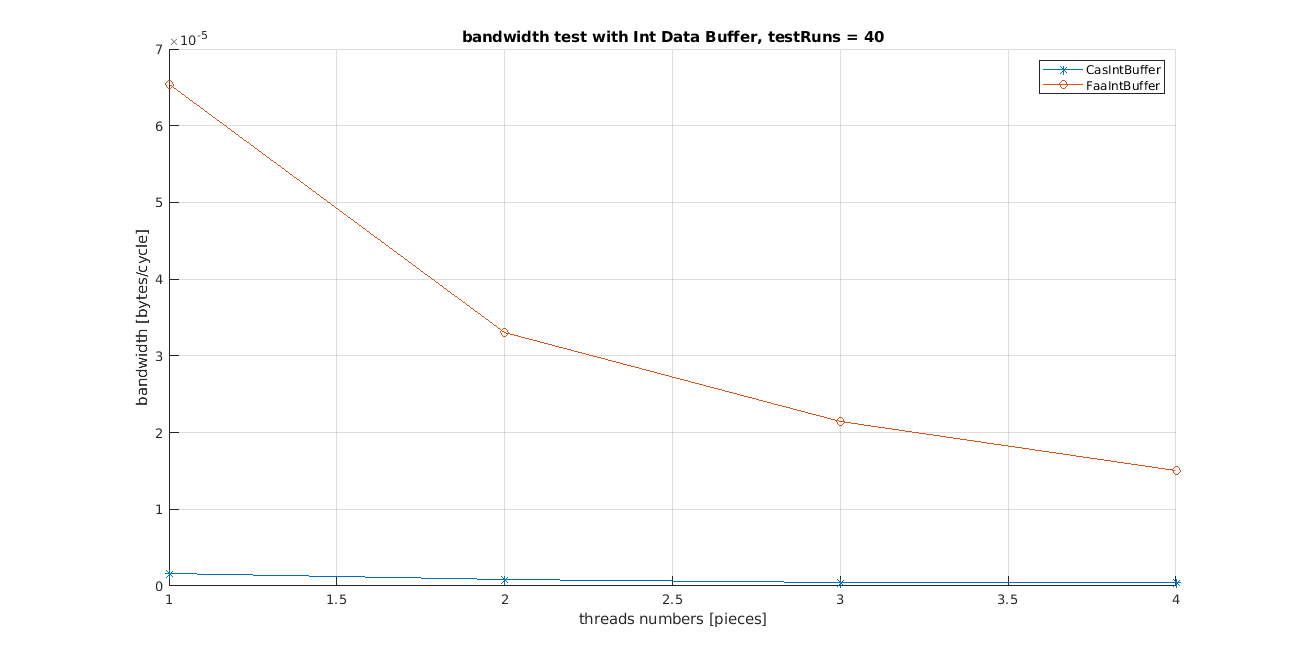 bandwidth test with Int Data Buffer, testRuns = 40
×10^-5
CasIntBuffer
FaaIntBuffer
7
6
5
4
3
2
1
0
bandwidth [bytes/cycle]
1 1.5 2 2.5 3 3.5 4
threads numbers [pieces]